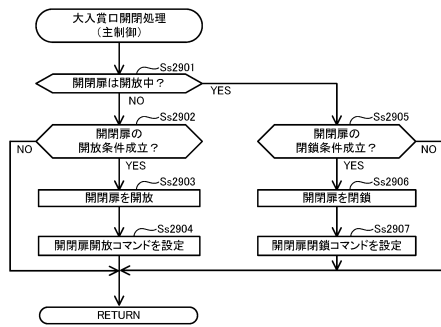 大入賞口開閉処理
(主制御)
Ss2901
開閉扉は開放中?
YES
NO
Ss2902
開閉扉の
開放条件成立?
NO
YES
Ss2903
開閉扉を開放
Ss2904
開閉扉開放コマンドを設定
Ss2905
開閉扉の
閉鎖条件成立?
NO
YES
Ss2906
開閉扉を閉鎖
Ss2907
開閉扉閉鎖コマンドを設定
RETURN